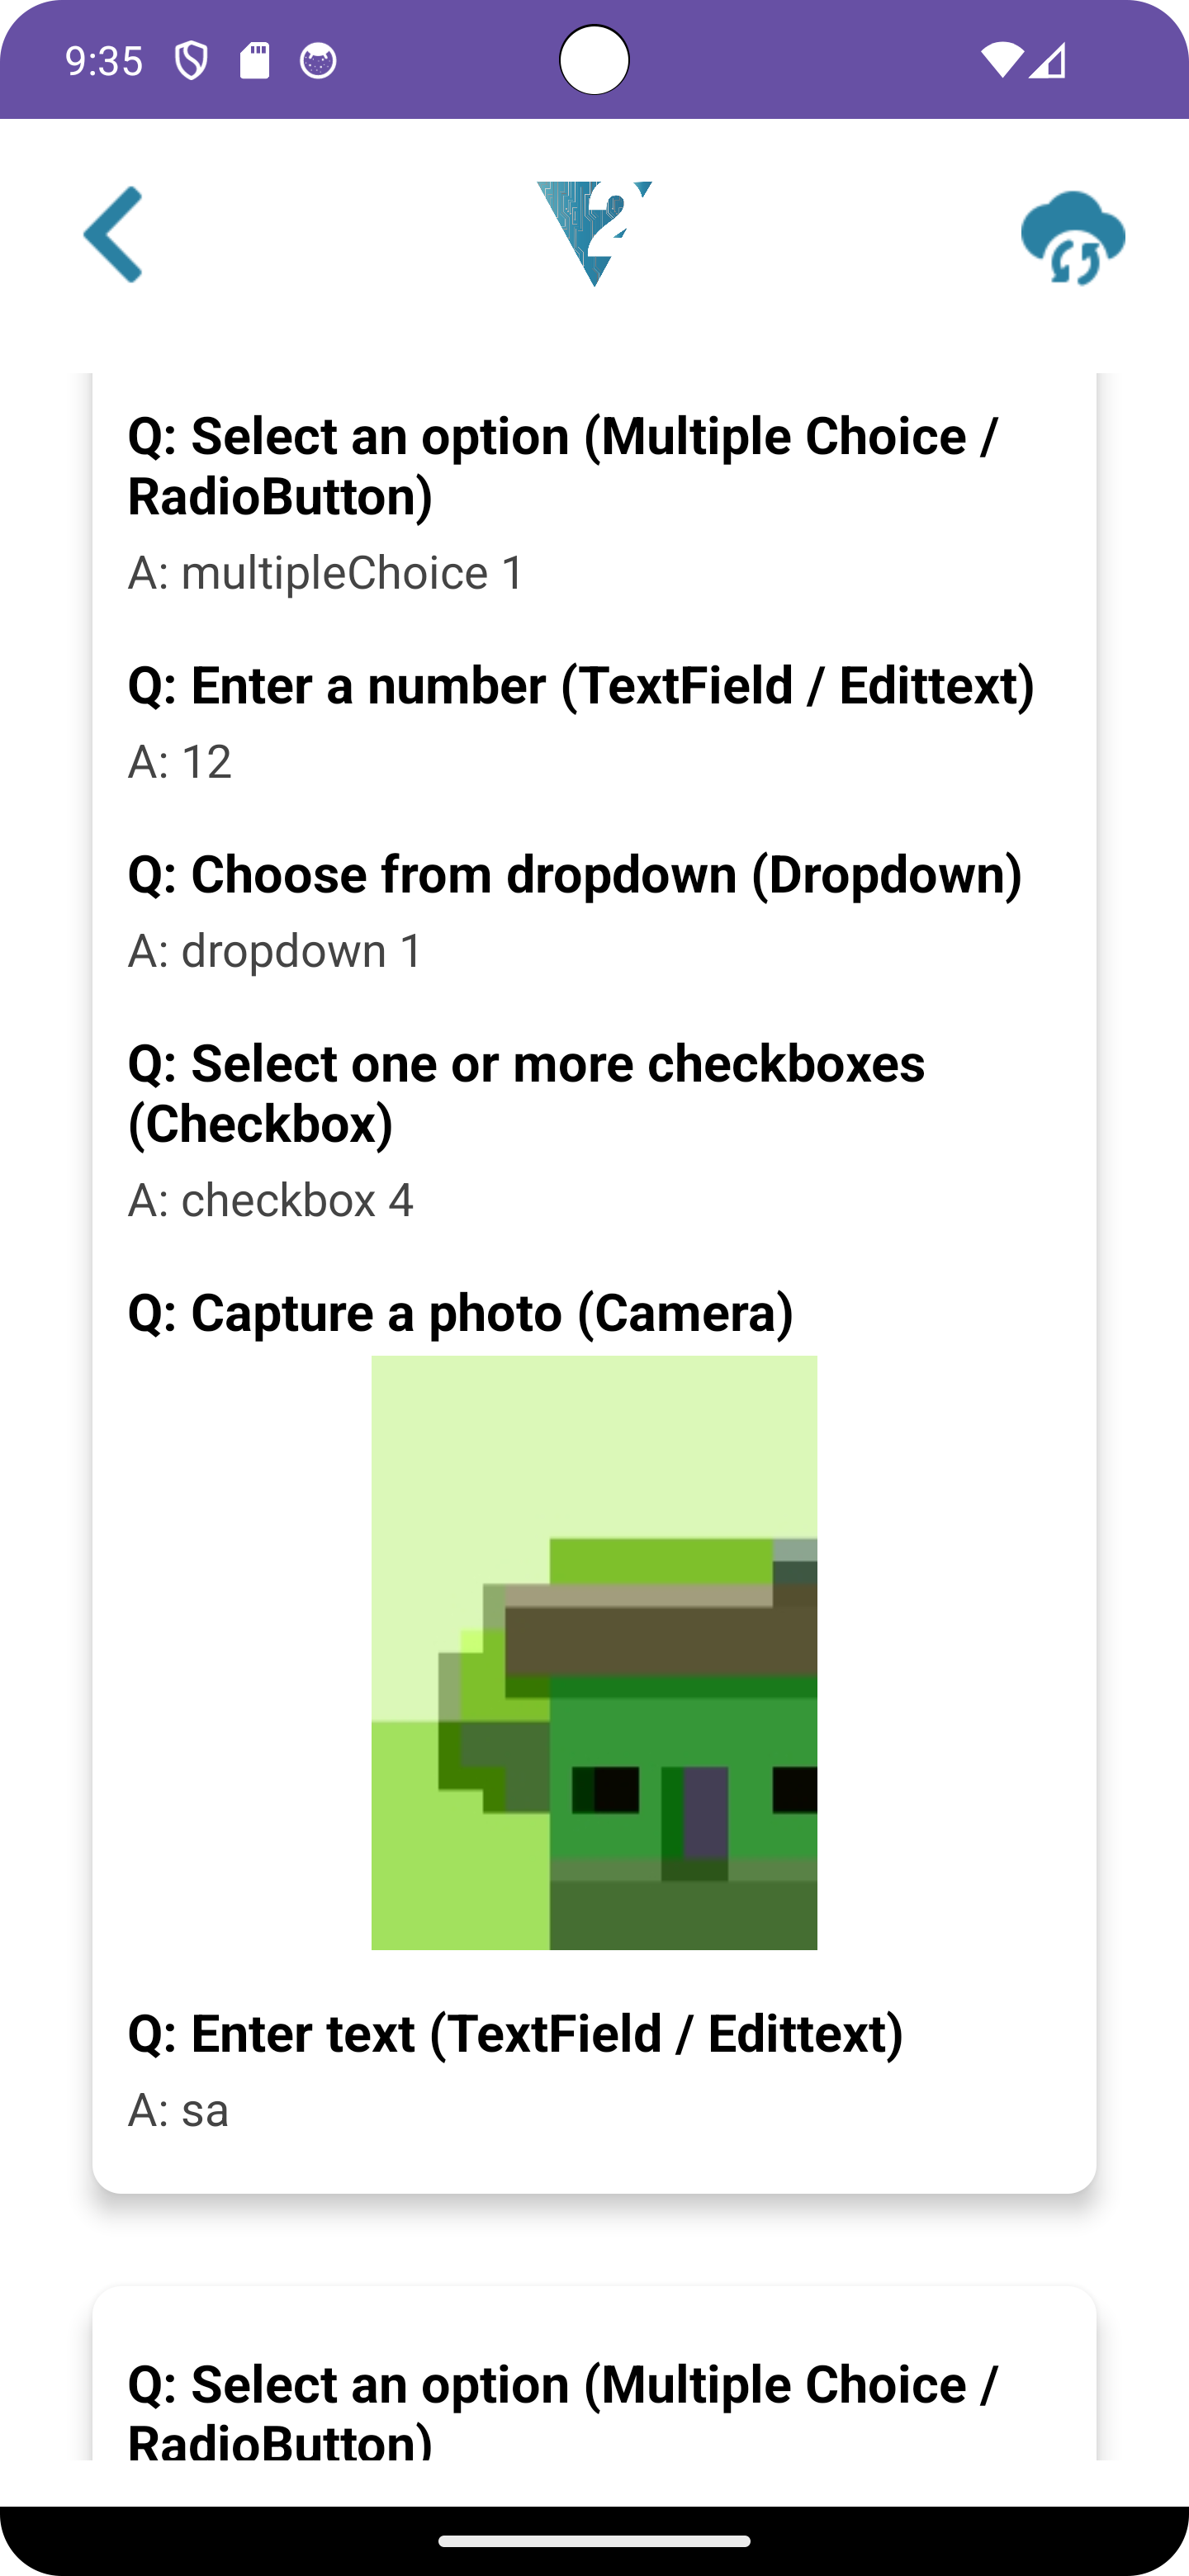 9:35
2
Q: Select an option (Multiple Choice /
RadioButton)
A: multipleChoice 1
Q: Enter a number (TextField / Edittext)
A: 12
Q: Choose from dropdown (Dropdown)
A: dropdown 1
Q: Select one or more checkboxes
(Checkbox)
A: checkbox 4
Q: Capture a photo (Camera)
Q: Enter text (TextField / Edittext)
A: sa
Q: Select an option (Multiple Choice /
RadioButton)